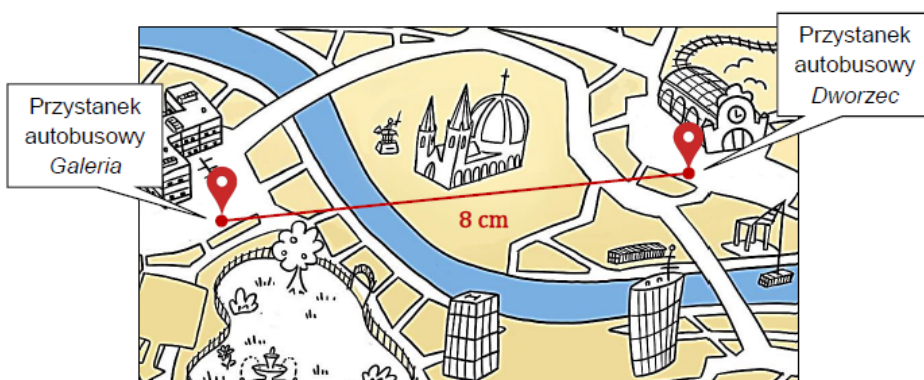 Przystanek
autobusowy
Galeria
Przystanek
autobusowy
Dworzec
8 cm